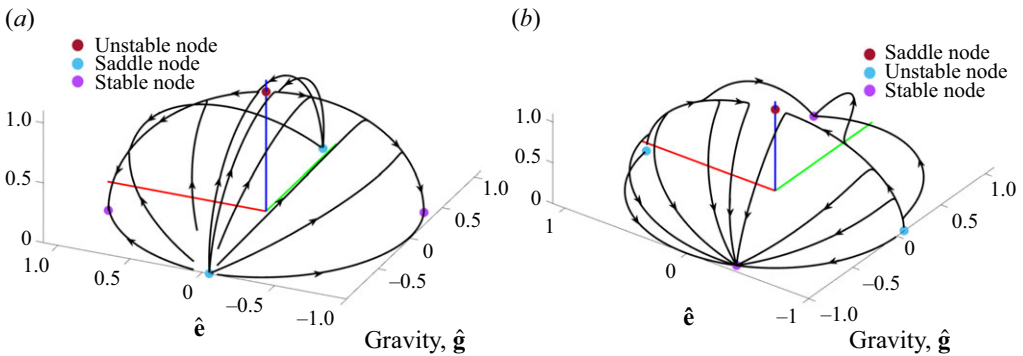 (a)
Unstable node
Saddle node
Stable node
1.0
0.5
0
1.0
0.5
0
–0.5
–1.0
ê
1.0
0.5
0
–0.5
–1.0
Gravity, ĝ
(b)
Saddle node
Unstable node
Stable node
1.0
0.5
0
1
0
–1
ê
1.0
0.5
0
–0.5
–1.0
Gravity, ĝ